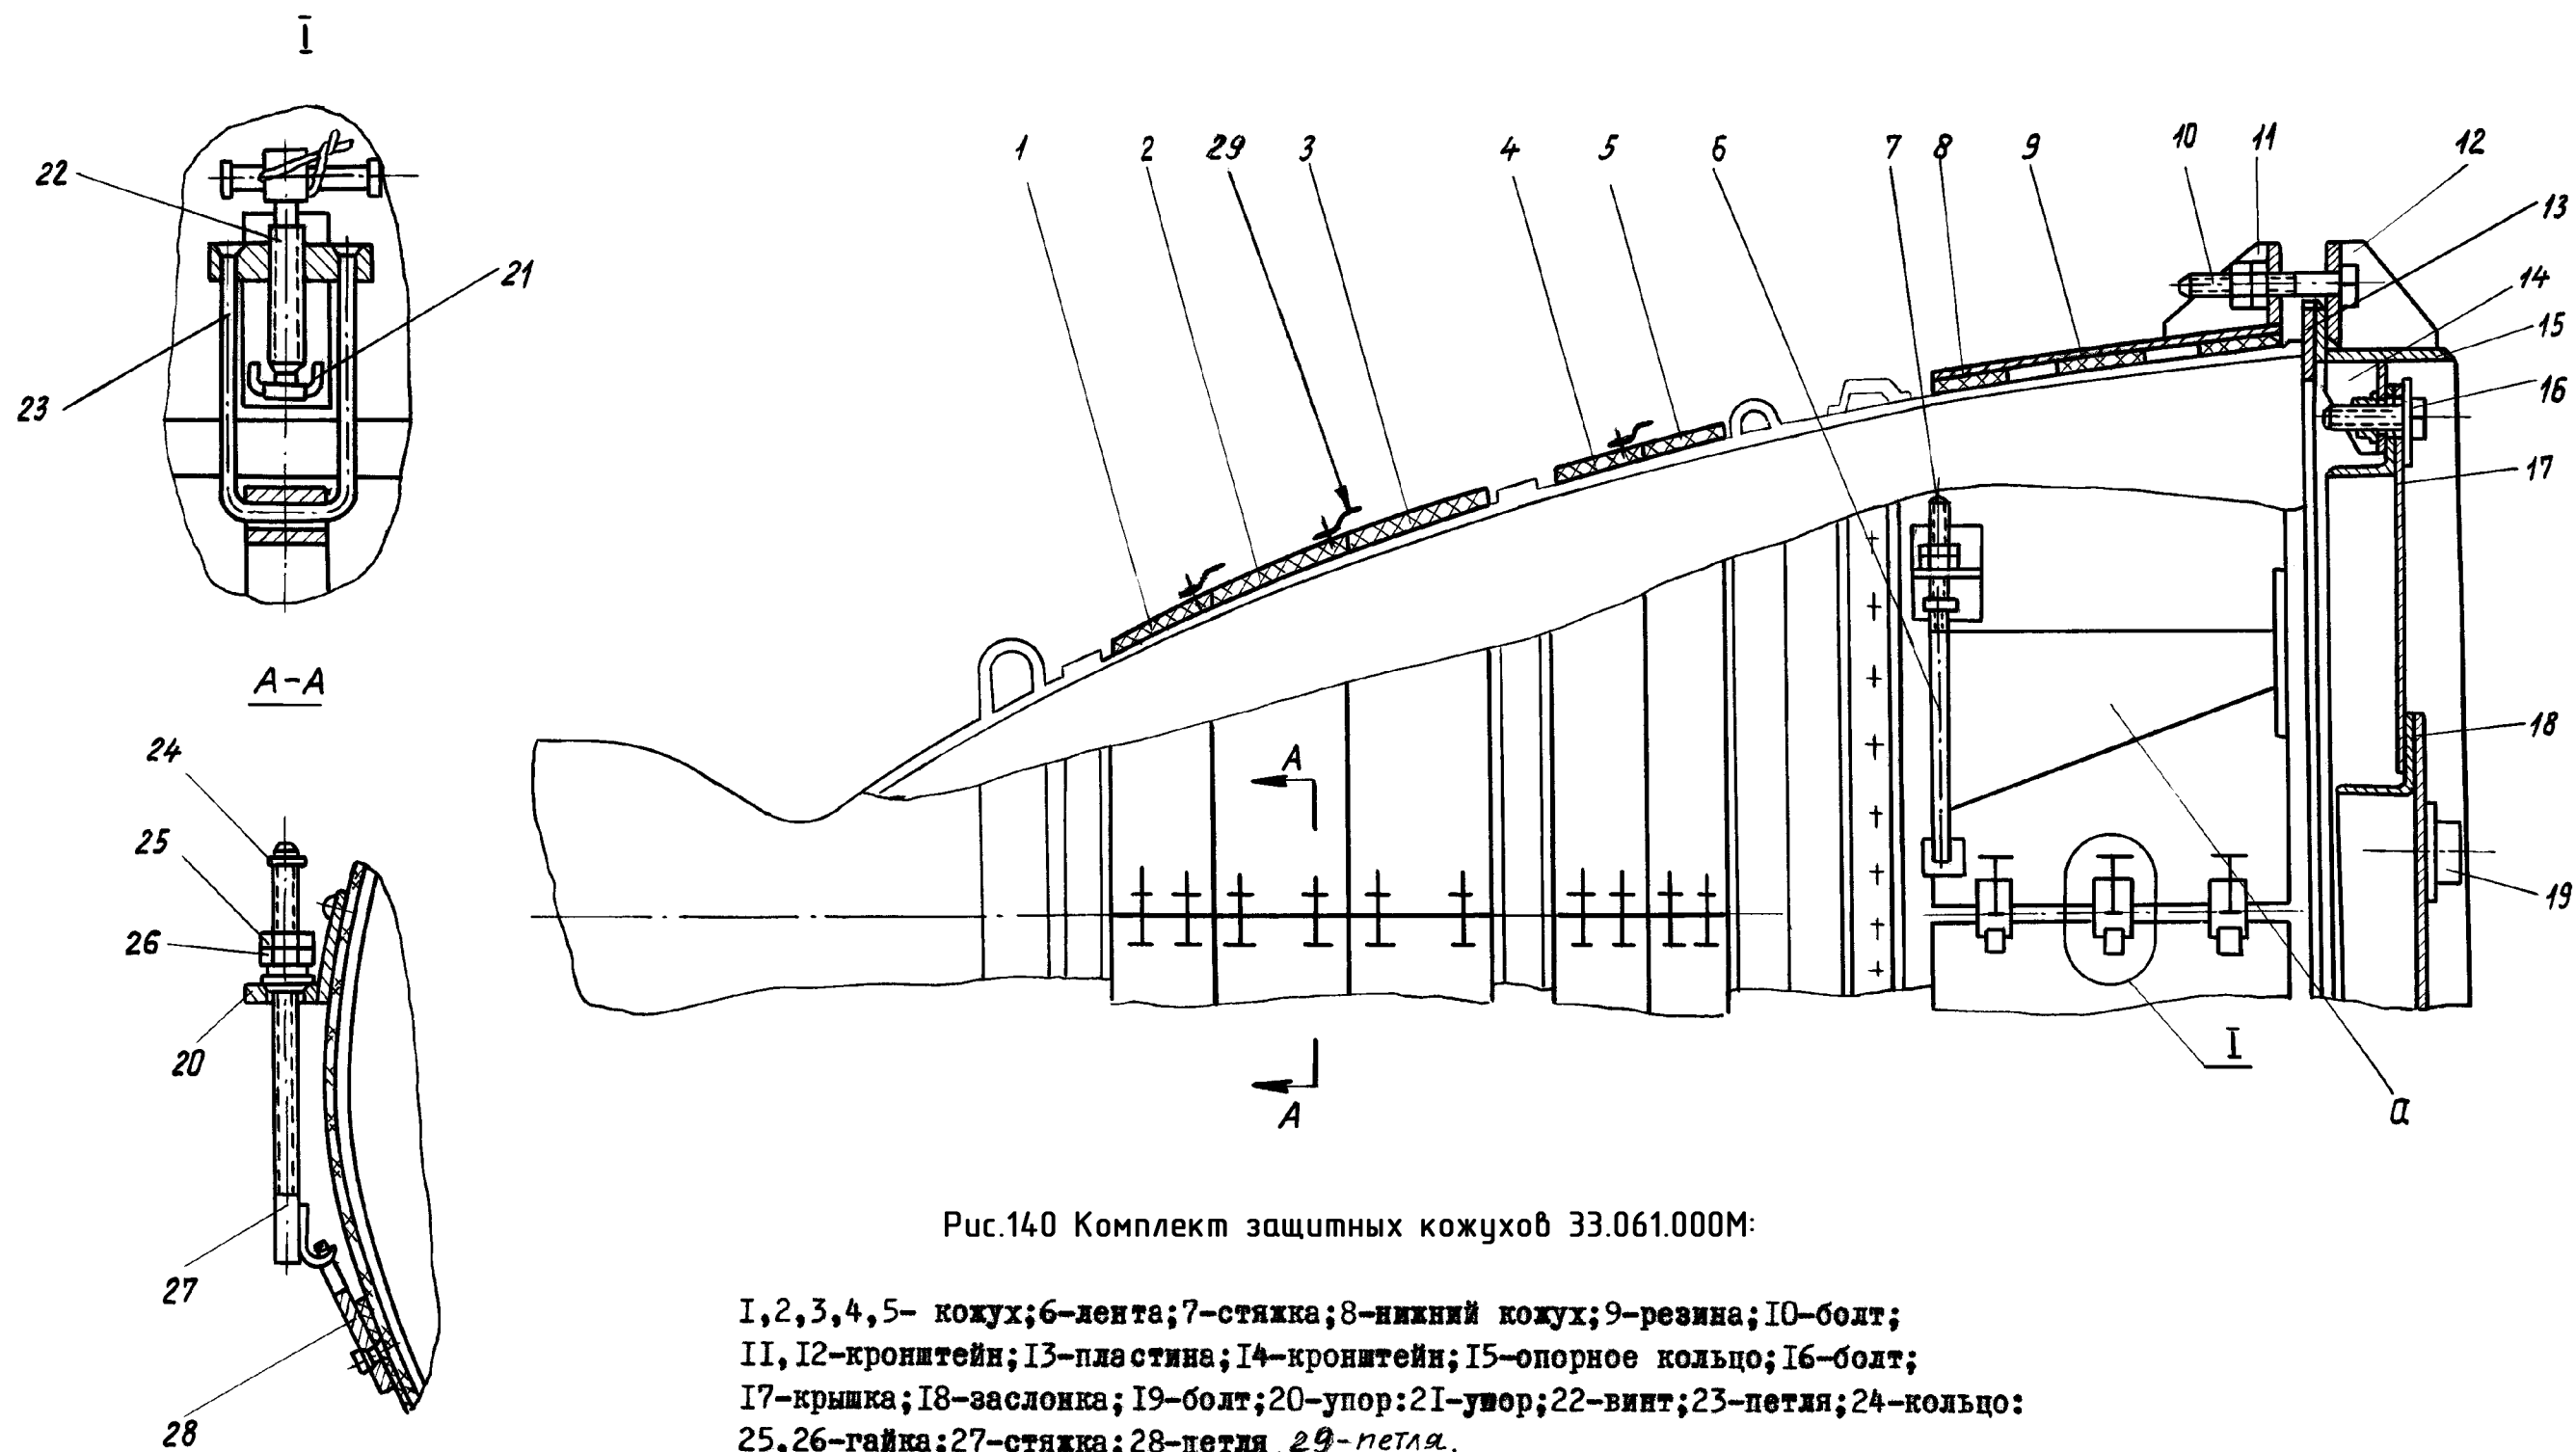 I
1 2 29 3 4 5 6 7 8 9 10 11 12
13
14
15
16
17
18
19
22
21
23
A-A
24
25
26
20
27
28
A
A
I
a
Рис.140 Комплект защитных кожухов 33.061.000М:
I,2,3,4,5- кожух;6-лента;7-стяжка;8-нижний кожух;9-резина;IO-болт;
II,I2-кронштейн;I3-пластина;I4-кронштейн;I5-опорное кольцо;I6-болт;
I7-крышка;I8-заслонка;I9-болт;20-упор:2I-упор;22-винт;23-петля;24-кольцо:
25,26-гайка;27-стяжка;28-петля 29-петля.